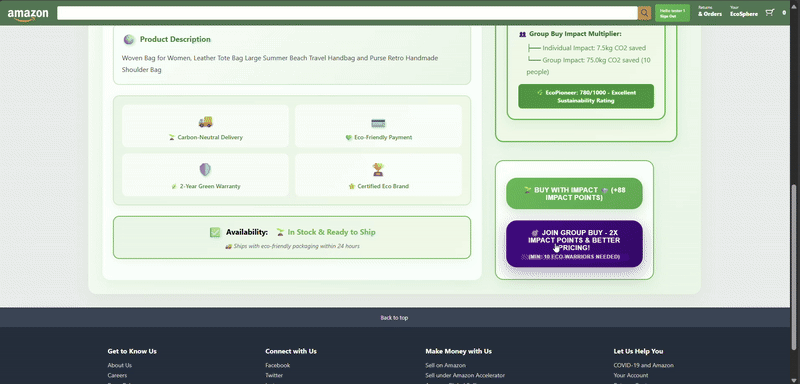 amazon
Hello tester !
Sign Out
Returns
& Orders
Your
EcoSphere
0
Product Description
Woven Bag for Women, Leather Tote Bag Large Summer Beach Travel Handbag and Purse Retro Handmade
Shoulder Bag
Carbon-Neutral Delivery
Eco-Friendly Payment
2-Year Green Warranty
Certified Eco Brand
Availability: In Stock & Ready to Ship
Ships with eco-friendly packaging within 24 hours
Group Buy Impact Multiplier:
├── Individual Impact: 7.5kg CO2 saved
└── Group Impact: 75.0kg CO2 saved (10
people)
EcoPioneer: 780/1000 - Excellent
Sustainability Rating
BUY WITH IMPACT (+88
IMPACT POINTS)
JOIN GROUP BUY - 2X
IMPACT POINTS & BETTER
PRICING!
(MIN: 10 ECO-WARRIORS NEEDED)
Back to top
Get to Know Us
About Us
Careers
Connect with Us
Facebook
Twitter
Make Money with Us
Sell on Amazon
Sell under Amazon Accelerator
Let Us Help You
COVID-19 and Amazon
Your Account